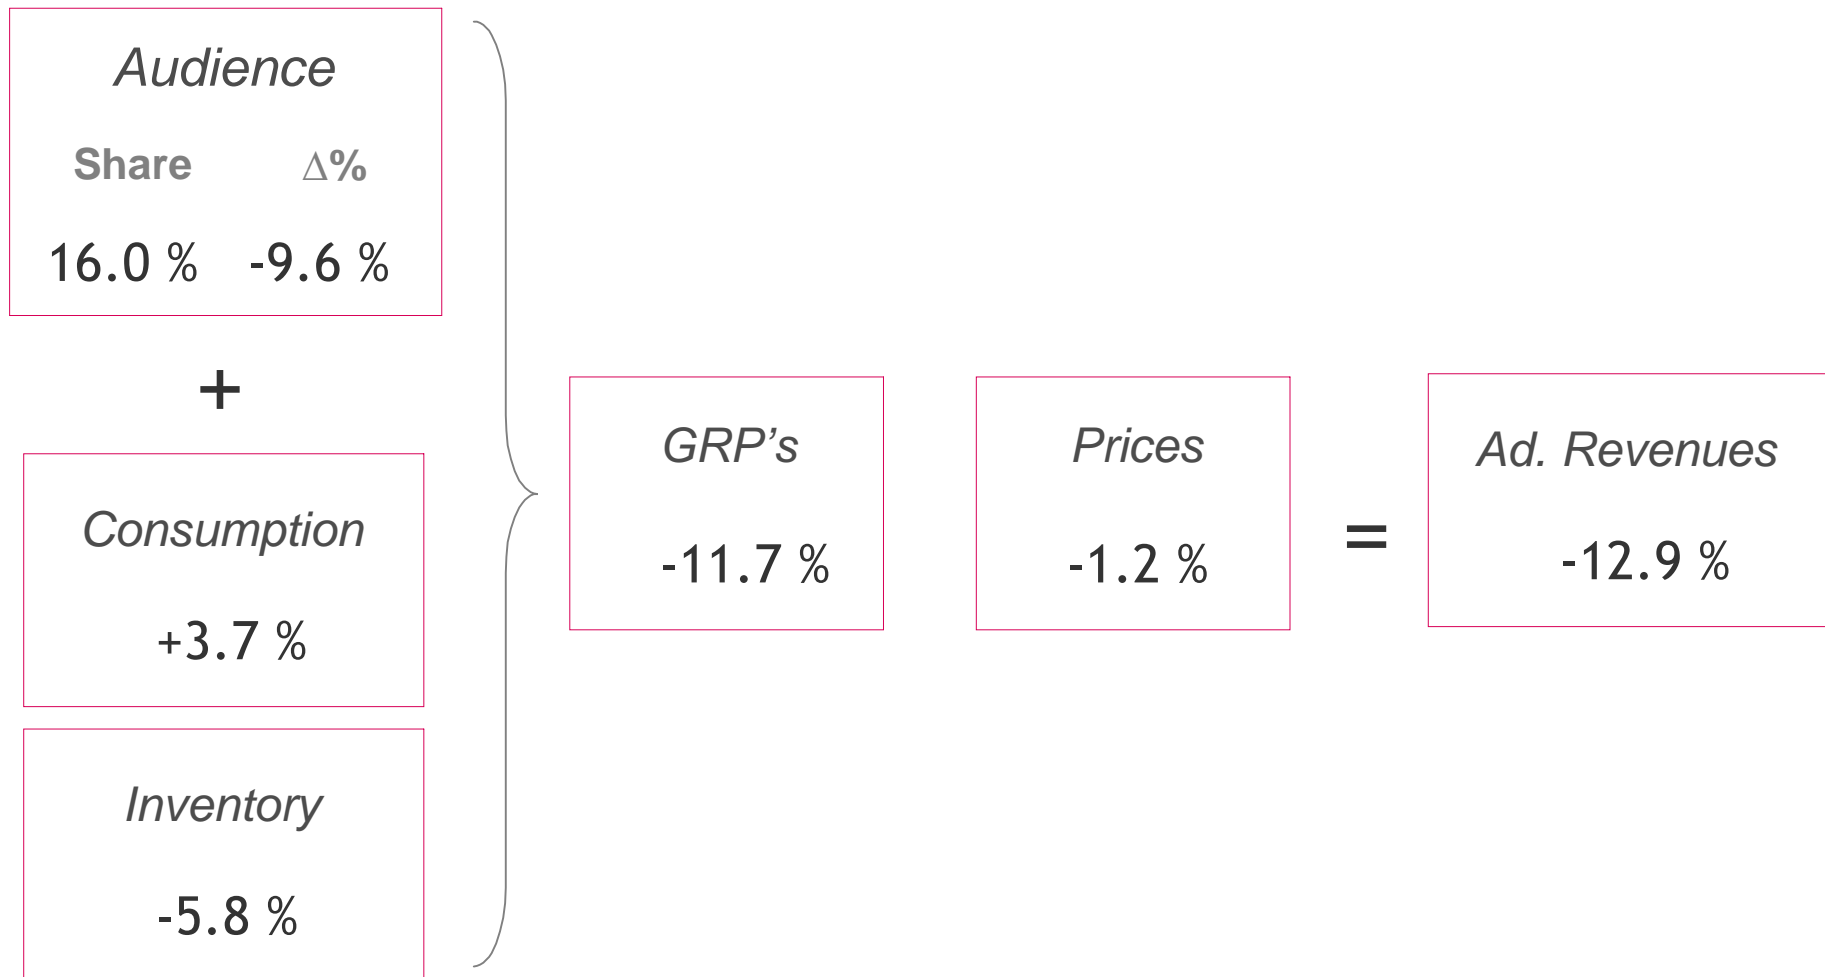 Audience
Share Δ%
16.0 % -9.6 %
+
Consumption
+3.7 %
Inventory
-5.8 %
GRP's
-11.7 %
Prices
-1.2 %
=
Ad. Revenues
-12.9 %